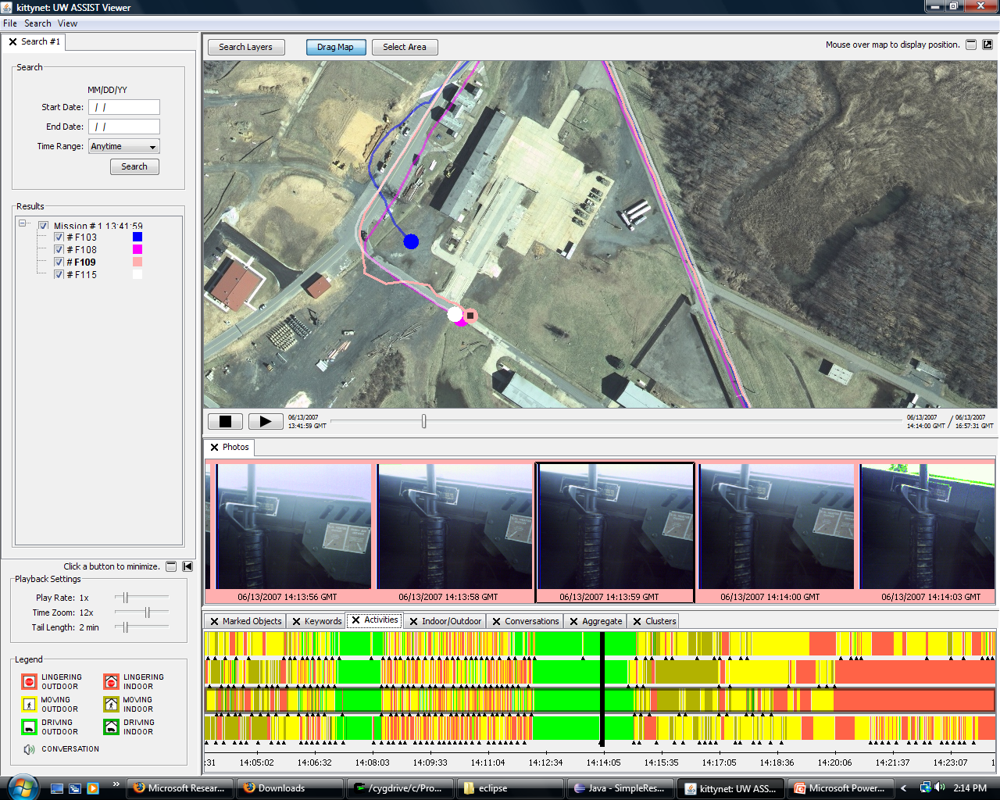 kittynet: UW ASSIST Viewer
File Search View
Search #1
Search
MM/DD/YY
Start Date: / /
End Date: / /
Time Range: Anytime
Search
Results
Mission # 1 13:41:59
# F103
# F108
# F109
# F115
Click a button to minimize.
Playback Settings
Play Rate: 1x
Time Zoom: 12x
Tail Length: 2 min
Legend
LINGERING OUTDOOR
LINGERING INDOOR
MOVING OUTDOOR
MOVING INDOOR
DRIVING OUTDOOR
DRIVING INDOOR
CONVERSATION
Search Layers Drag Map Select Area
Mouse over map to display position.
06/13/2007 13:41:59 GMT
06/13/2007 14:14:00 GMT / 06/13/2007 16:57:31 GMT
Photos
06/13/2007 14:13:56 GMT
06/13/2007 14:13:58 GMT
06/13/2007 14:13:59 GMT
06/13/2007 14:14:00 GMT
06/13/2007 14:14:03 GMT
Marked Objects Keywords Activities Indoor/Outdoor Conversations Aggregate Clusters
:31 14:05:02 14:06:32 14:08:03 14:09:33 14:11:04 14:12:34 14:14:05 14:15:35 14:17:05 14:18:36 14:20:06 14:21:37 14:23:07 1
Microsoft Resear... Downloads /cygdrive/c/Pro... eclipse Java - SimpleRes... kittynet: UW ASS... Microsoft Power... 2:14 PM